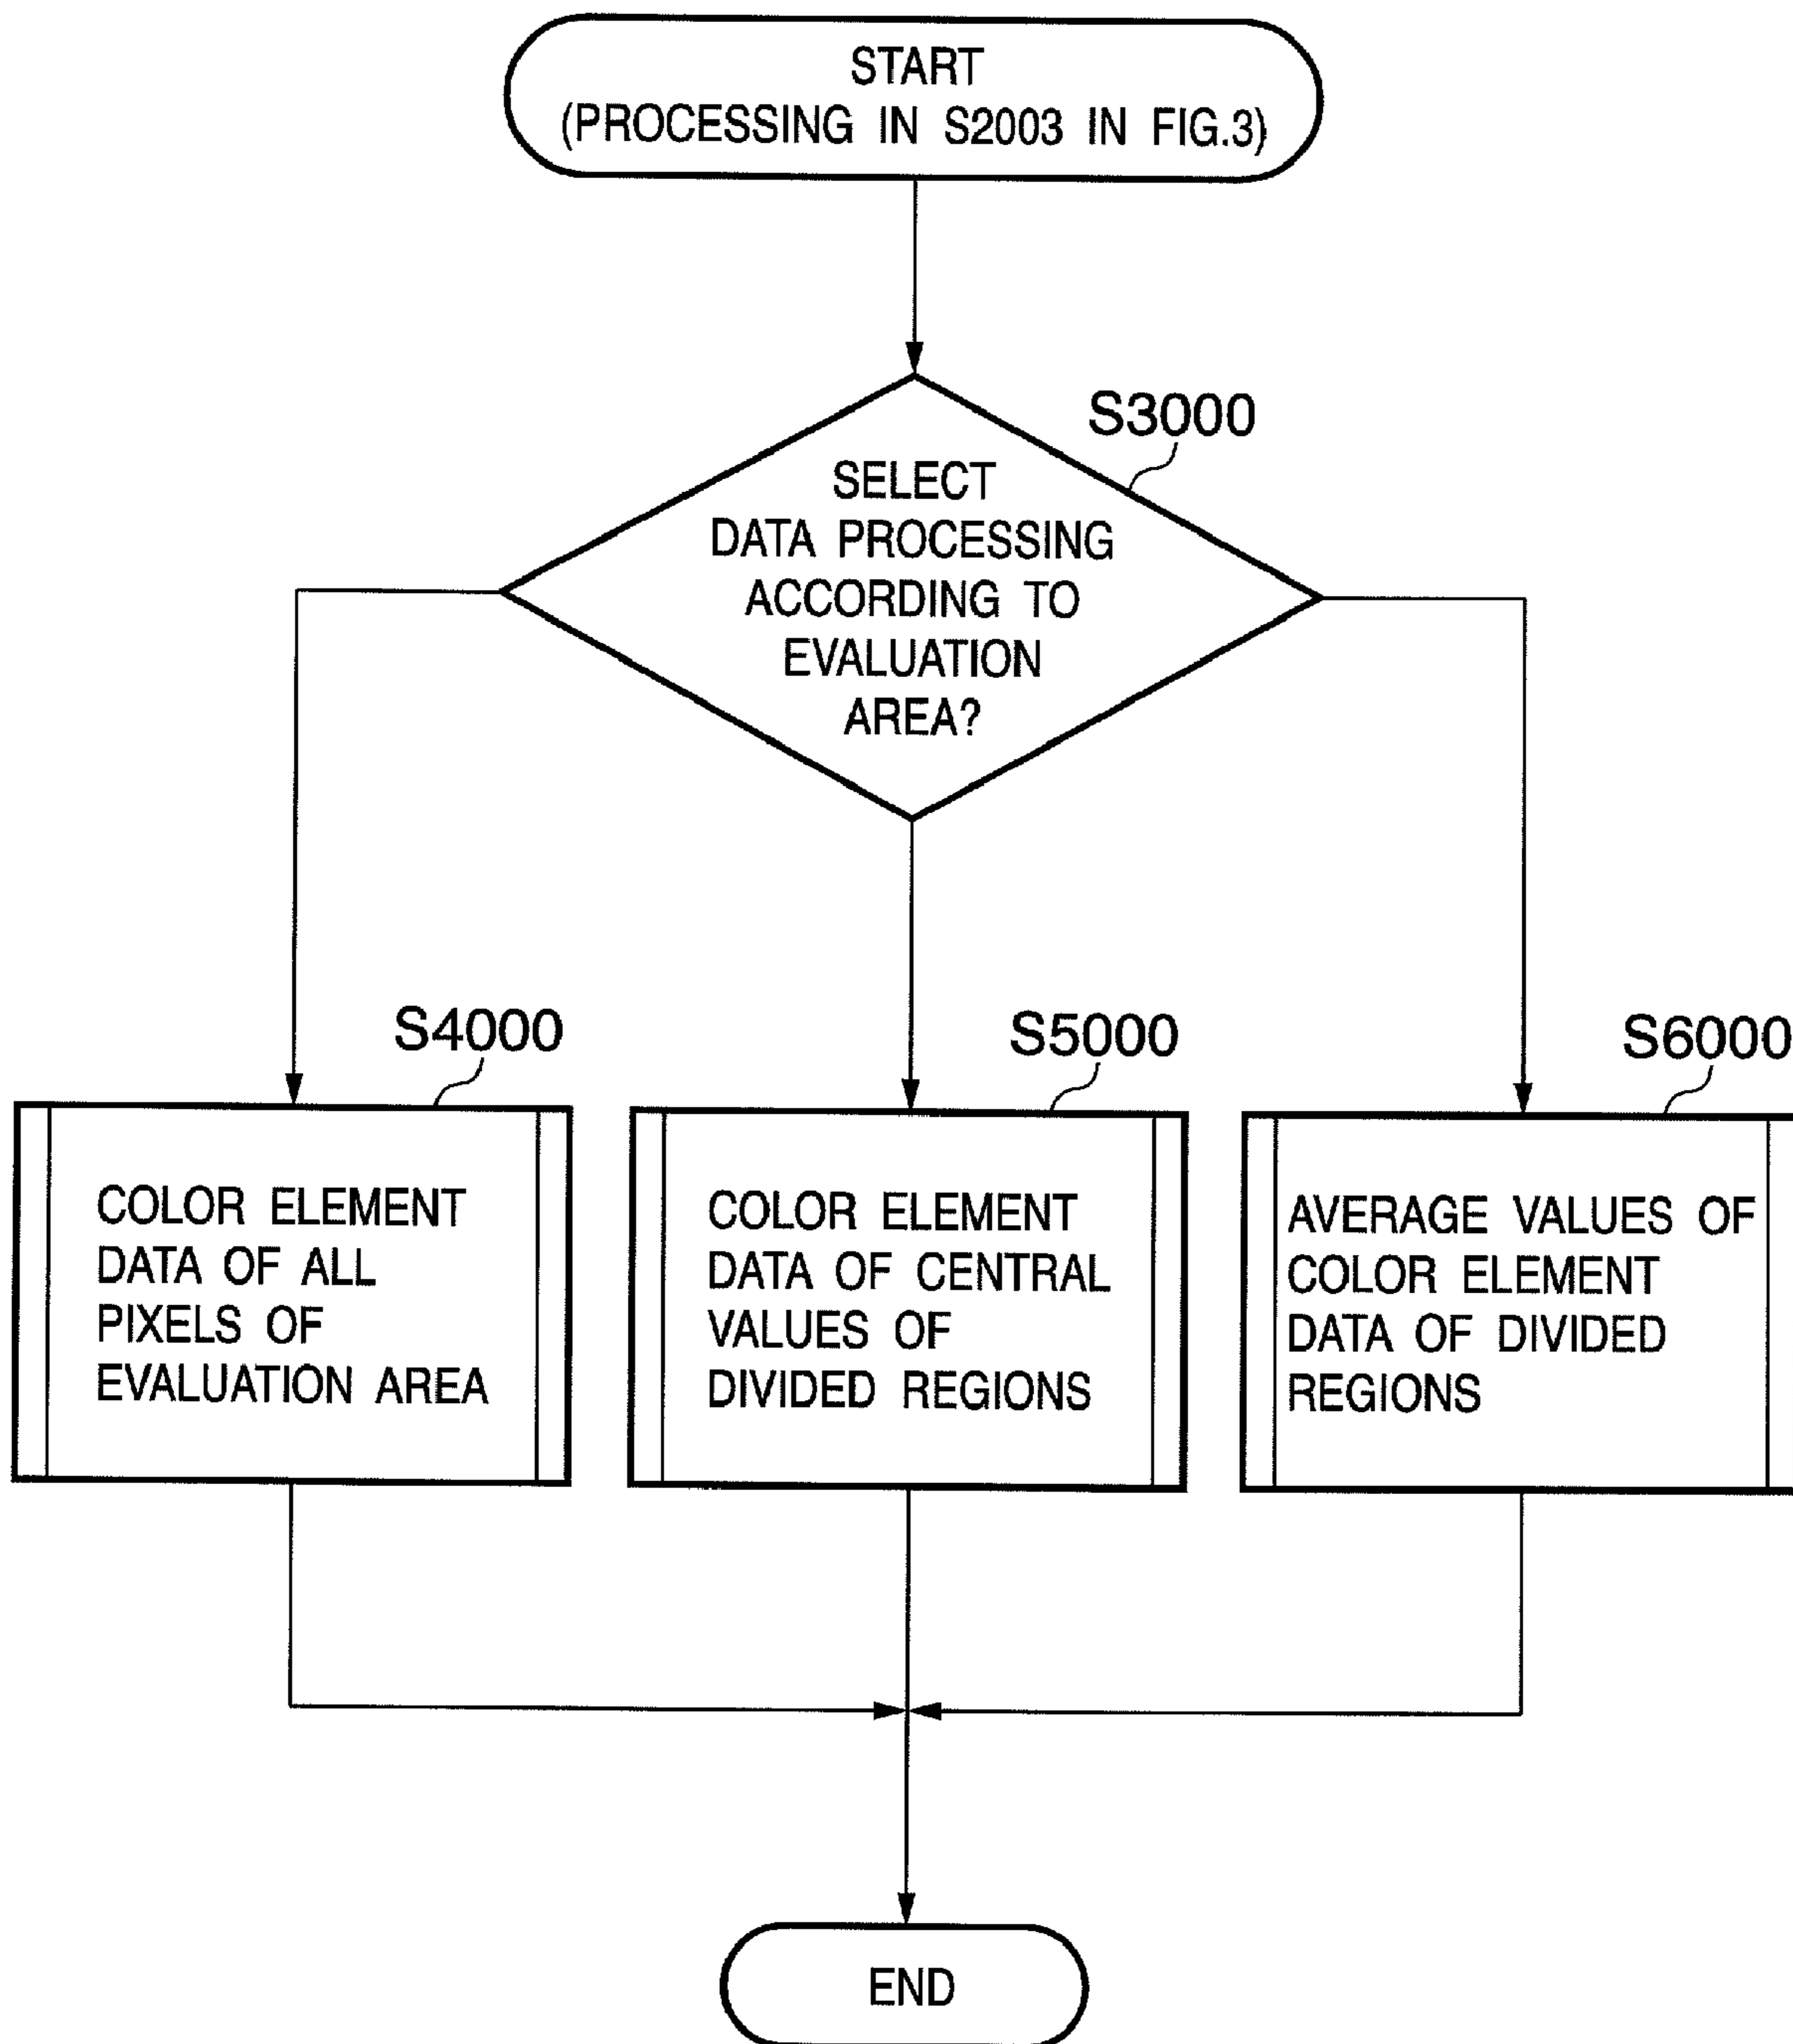 START
(PROCESSING IN S2003 IN FIG.3)
S3000
SELECT
DATA PROCESSING
ACCORDING TO
EVALUATION
AREA?
S4000
COLOR ELEMENT
DATA OF ALL
PIXELS OF
EVALUATION AREA
S5000
COLOR ELEMENT
DATA OF CENTRAL
VALUES OF
DIVIDED REGIONS
S6000
AVERAGE VALUES OF
COLOR ELEMENT
DATA OF DIVIDED
REGIONS
END